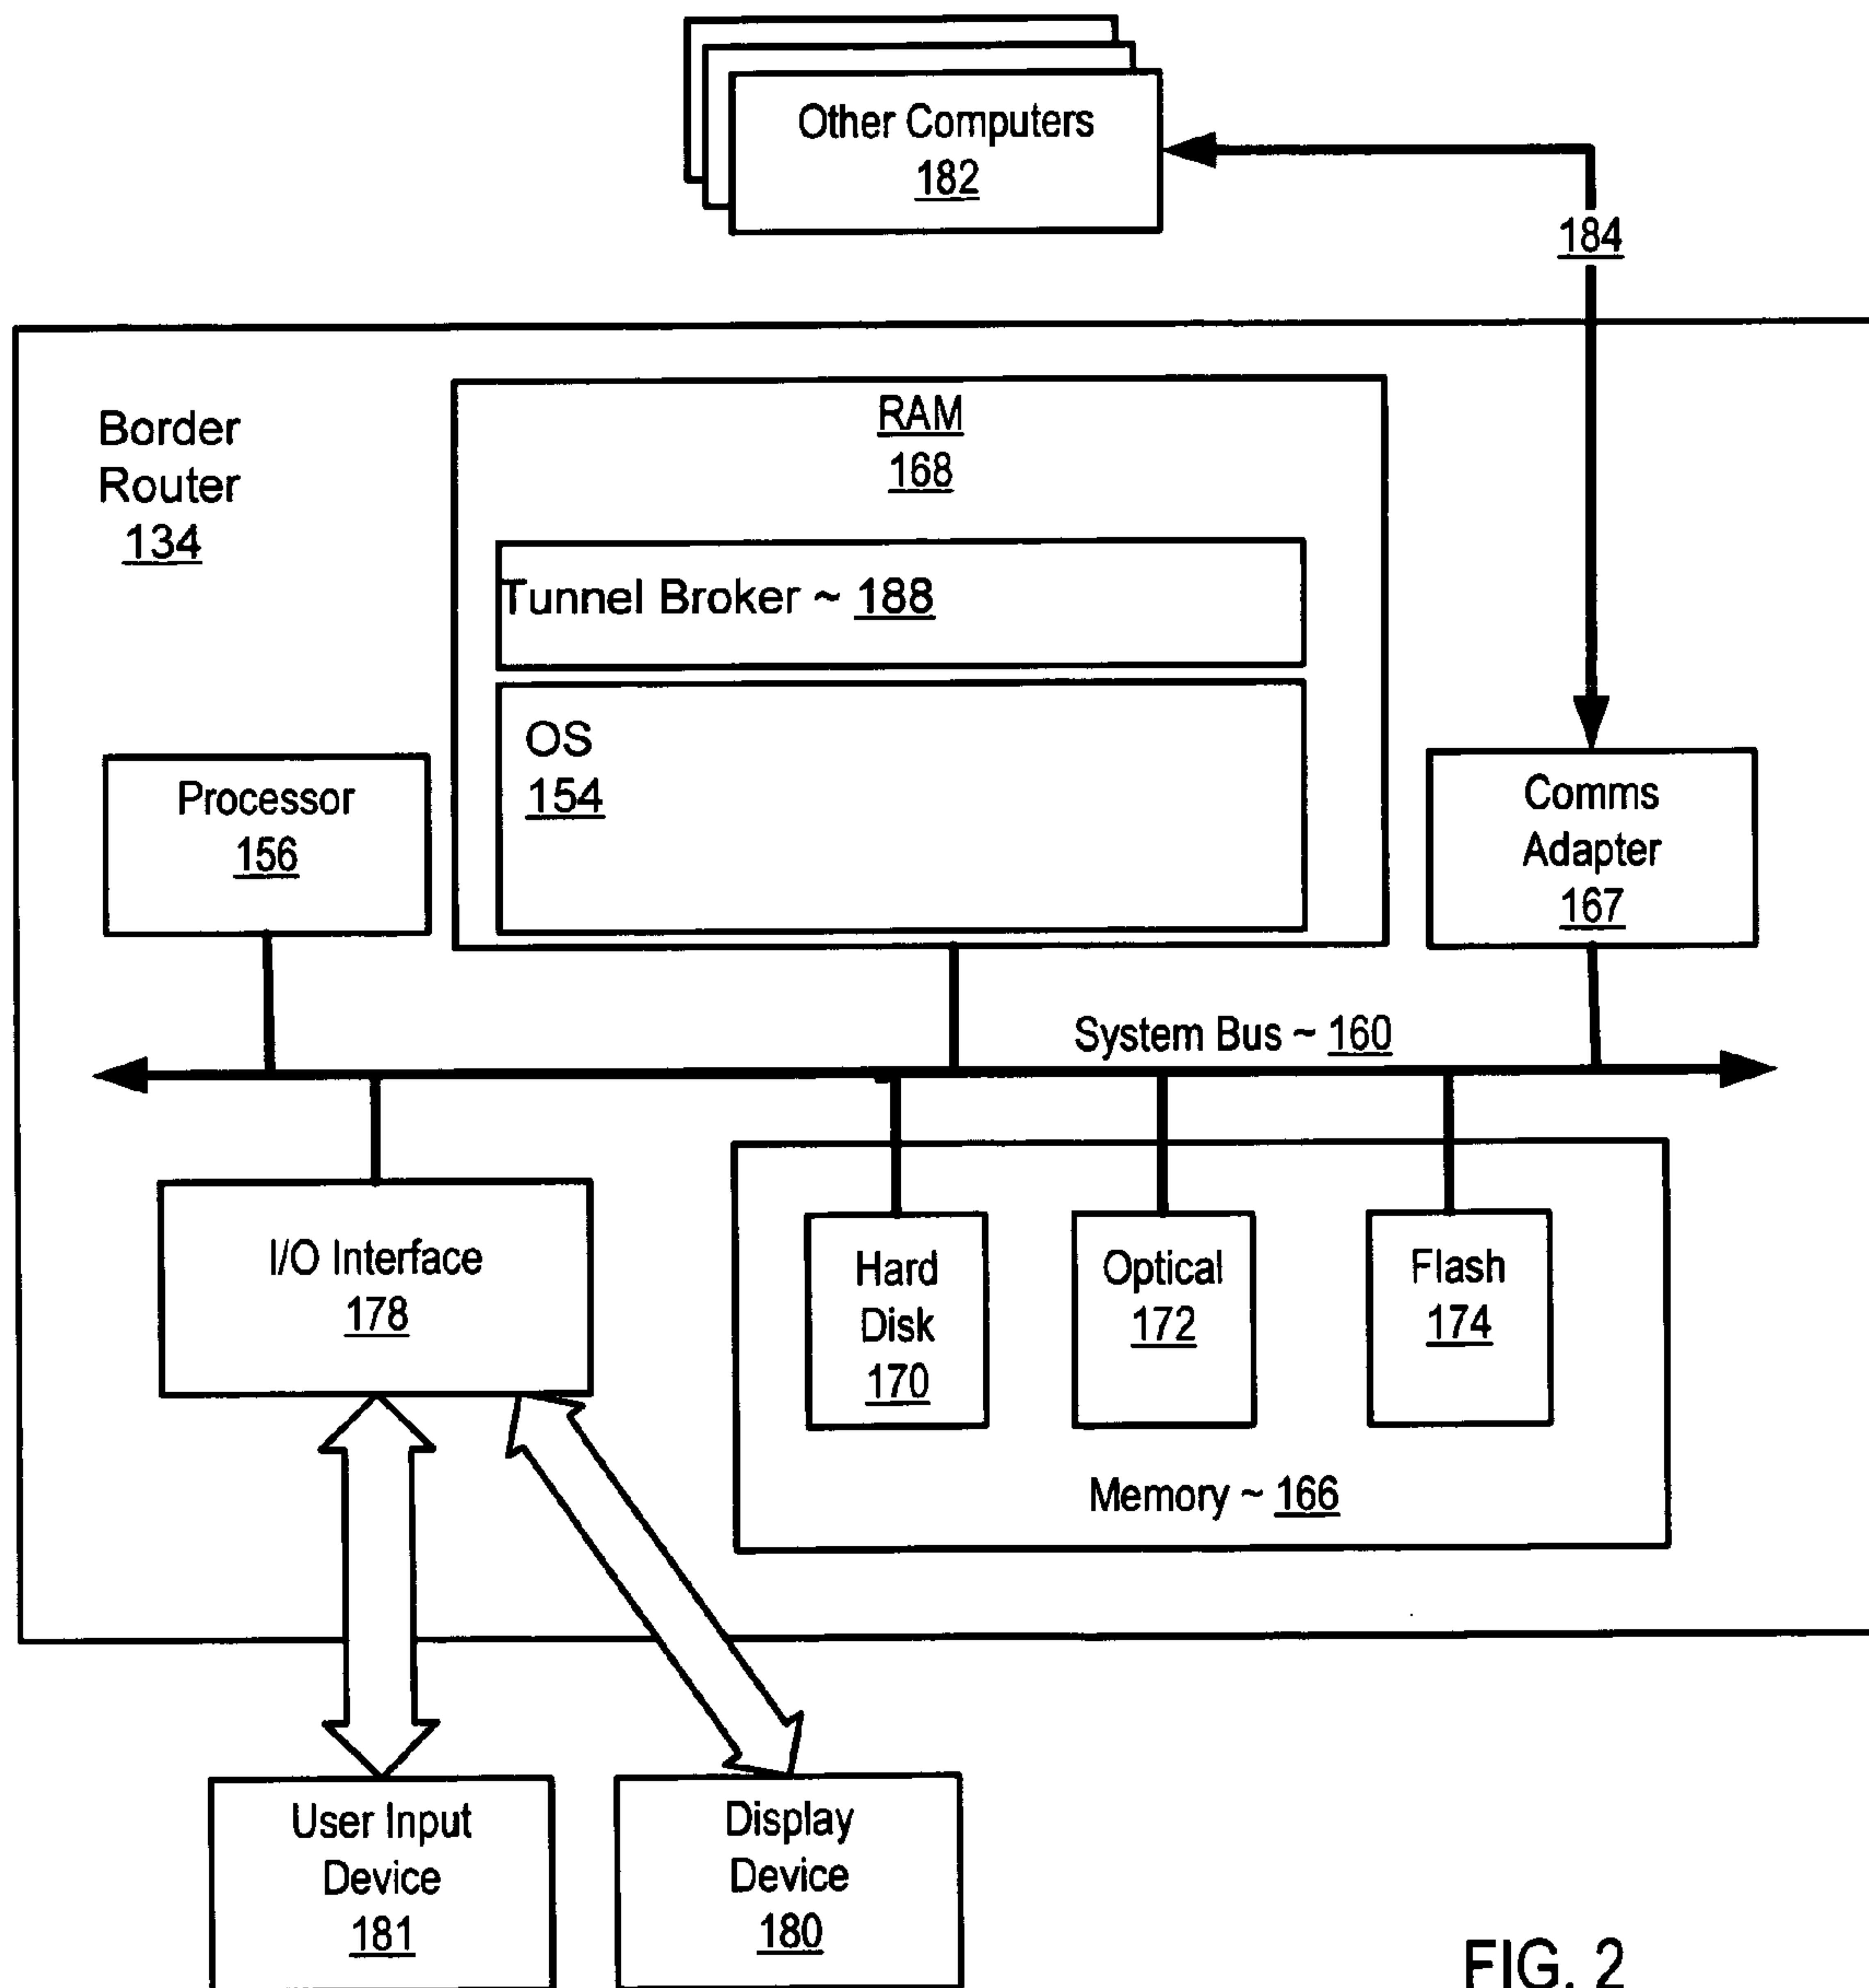 Other Computers
182
184
Border
Router
134
RAM
168
Tunnel Broker ~ 188
OS
154
Processor
156
Comms
Adapter
167
System Bus ~ 160
I/O Interface
178
Hard
Disk
170
Optical
172
Flash
174
Memory ~ 166
User Input
Device
181
Display
Device
180
FIG. 2